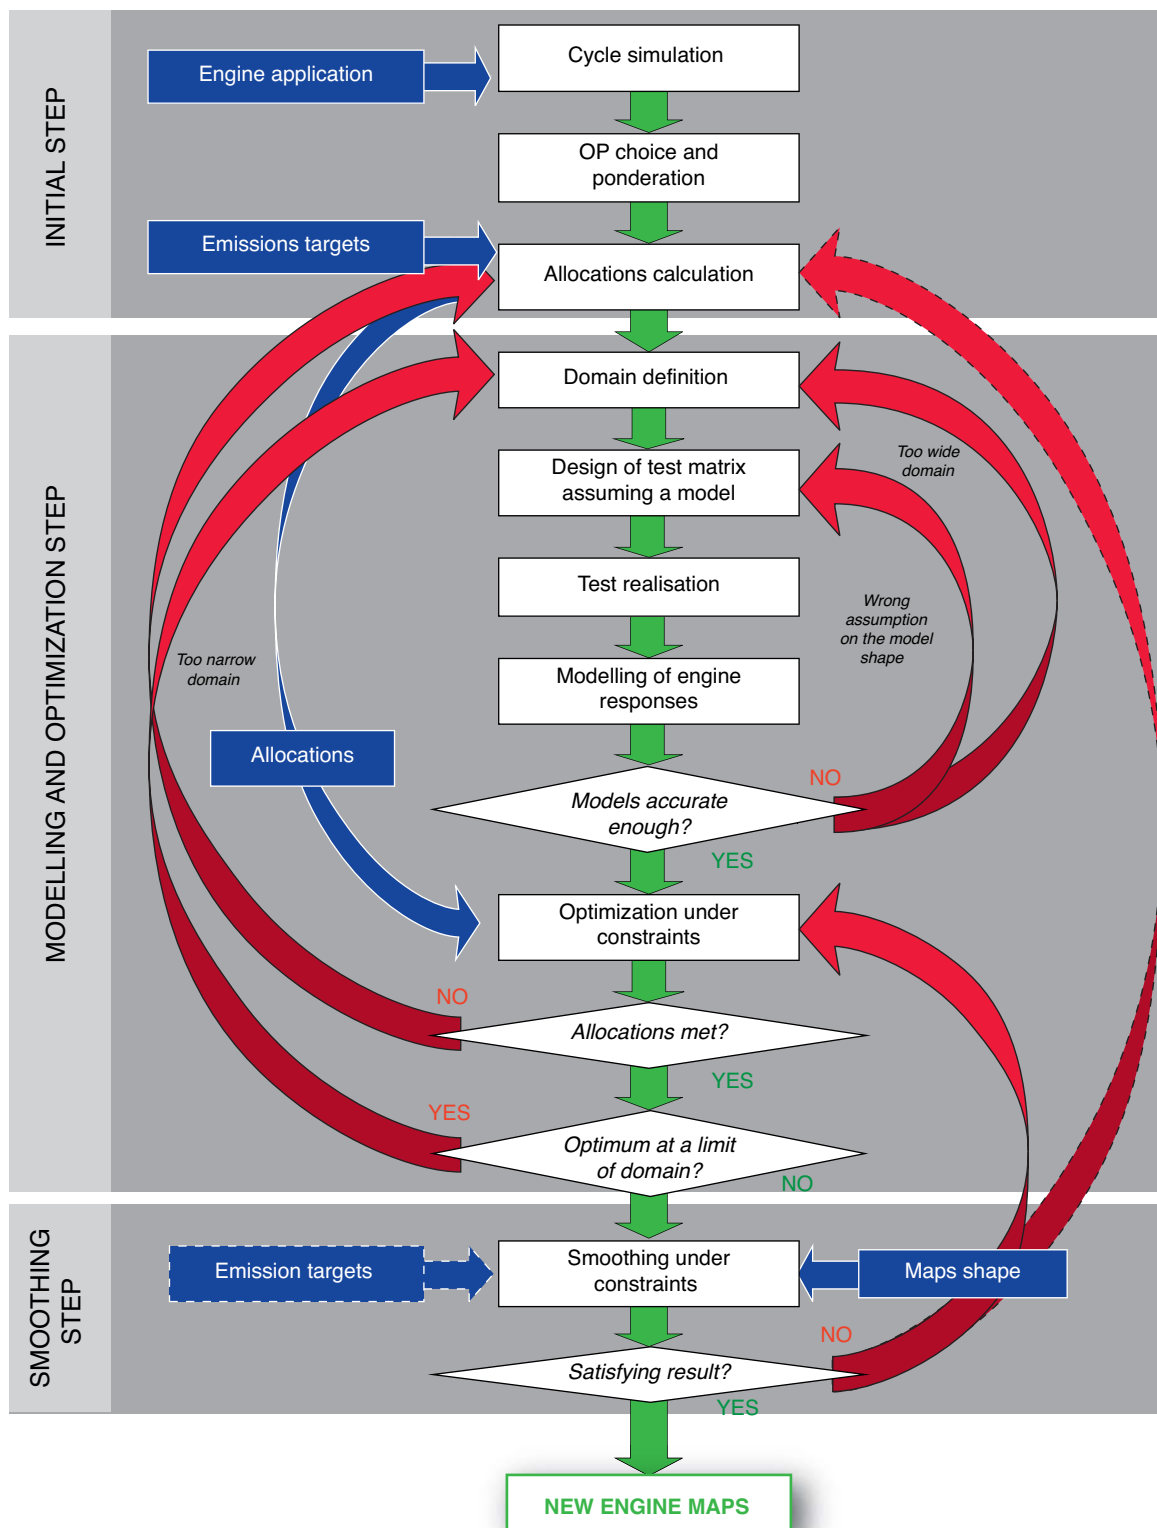 INITIAL STEP
Engine application
Cycle simulation
OP choice and
ponderation
Emissions targets
Allocations calculation
MODELLING AND OPTIMIZATION STEP
Domain definition
Design of test matrix
assuming a model
Too wide
domain
Test realisation
Wrong
assumption
on the model
shape
Too narrow
domain
Modelling of engine
responses
Allocations
NO
Models accurate
enough?
YES
Optimization under
constraints
NO
Allocations met?
YES
YES
Optimum at a limit
of domain?
NO
SMOOTHING
STEP
Emission targets
Smoothing under
constraints
Maps shape
NO
Satisfying result?
YES
NEW ENGINE MAPS